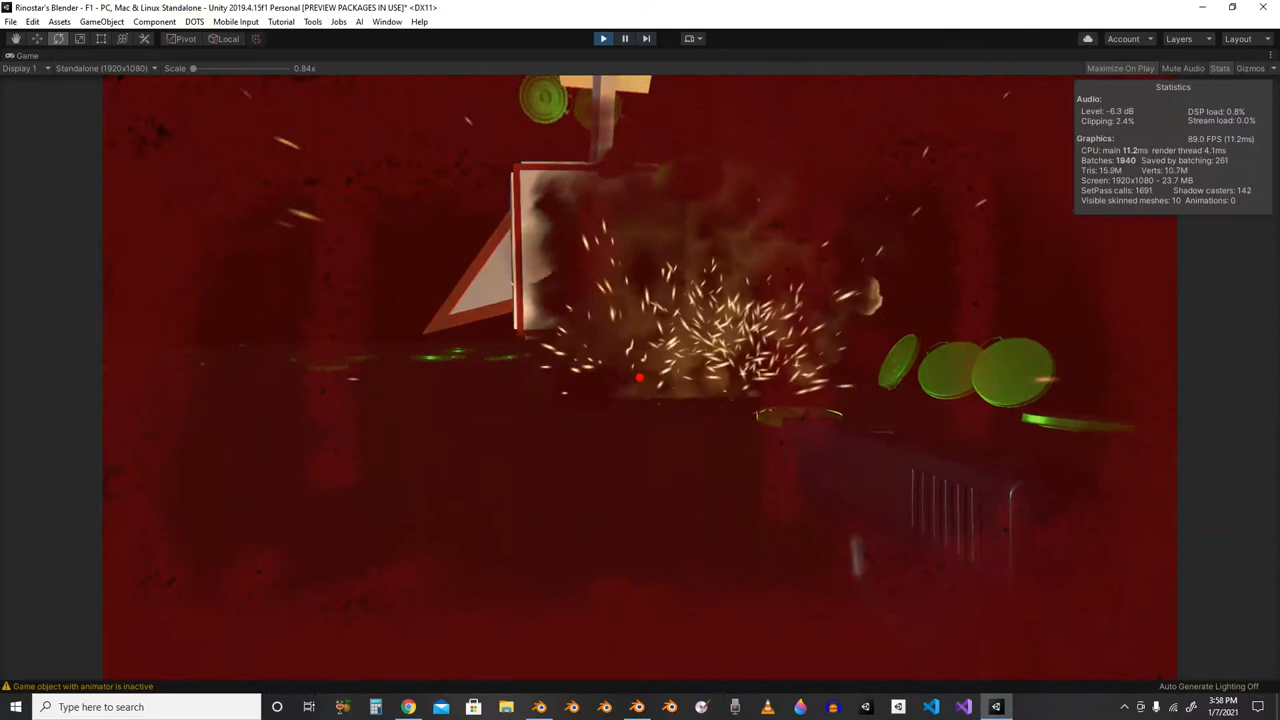 Rinostar's Blender - F1 - PC, Mac & Linux Standalone - Unity 2019.4.15f1 Personal [PREVIEW PACKAGES IN USE]* <DX11>
File Edit Assets GameObject Component DOTS Mobile Input Tutorial Tools Jobs AI Window Help
Pivot Local Account Layers Layout
Game
Display 1 Standalone (1920x1080) Scale 0.84x Maximize On Play Mute Audio Stats Gizmos
Statistics
Audio:
Level: -6.3 dB DSP load: 0.8%
Clipping: 2.4% Stream load: 0.0%
Graphics: 89.0 FPS (11.2ms)
CPU: main 11.2ms render thread 4.1ms
Batches: 1940 Saved by batching: 261
Tris: 15.9M Verts: 10.7M
Screen: 1920x1080 - 23.7 MB
SetPass calls: 1691 Shadow casters: 142
Visible skinned meshes: 10 Animations: 0
Game object with animator is inactive Auto Generate Lighting Off
Type here to search
3:58 PM
1/7/2021